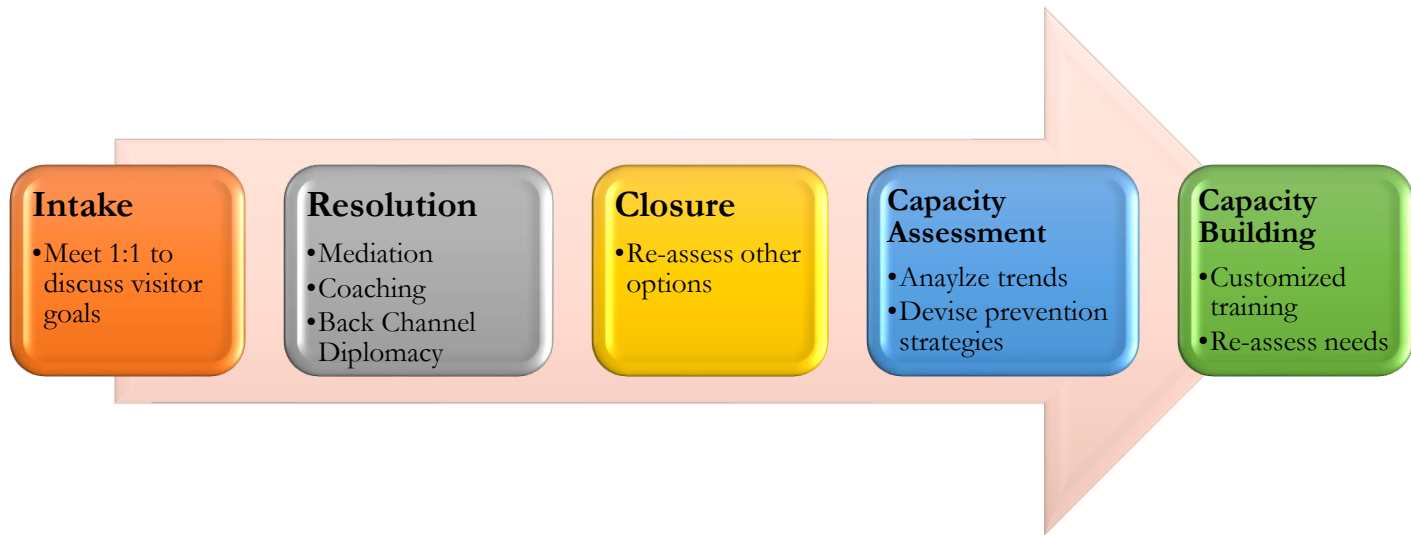 Intake
•Meet 1:1 to
discuss visitor
goals
Resolution
•Mediation
•Coaching
•Back Channel
Diplomacy
Closure
•Re-assess other
options
Capacity
Assessment
•Anaylze trends
•Devise prevention
strategies
Capacity
Building
•Customized
training
•Re-assess needs